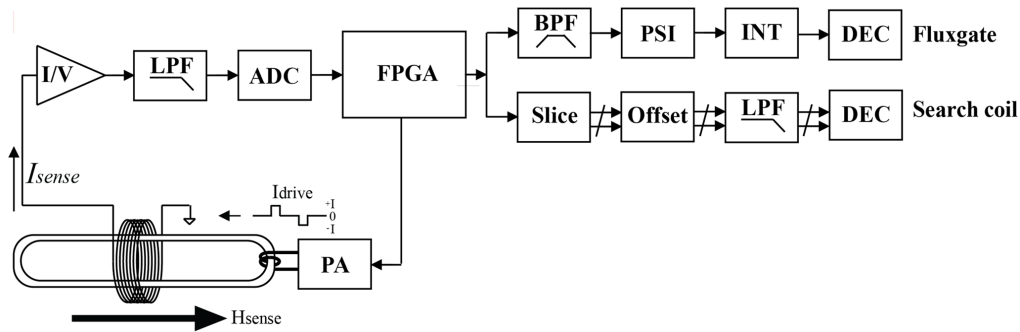 BPF PSI INT DEC Fluxgate
I/V LPF ADC FPGA
Slice Offset LPF DEC Search coil
Isense
Idrive
+I
0
-I
PA
Hsense